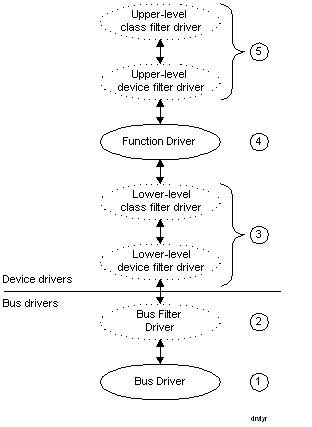 Upper-level
class filter driver
5
Upper-level
device filter driver
Function Driver
4
Lower-level
class filter driver
3
Lower-level
device filter driver
Device drivers
Bus drivers
Bus Filter
Driver
2
Bus Driver
1
drvlyr